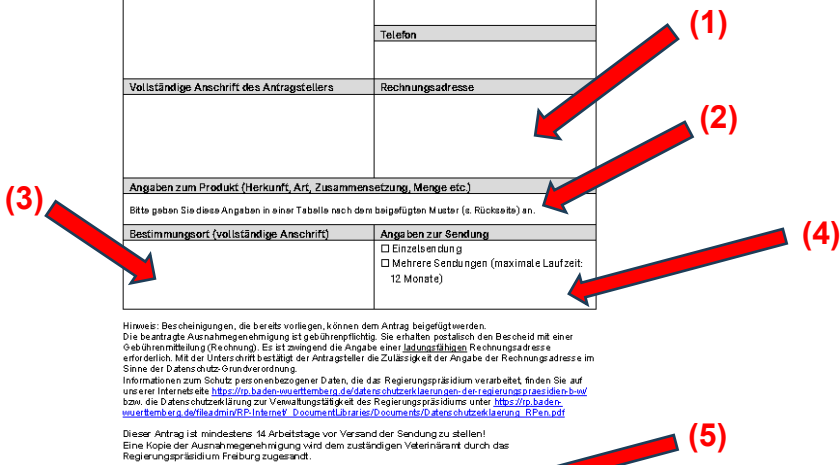 (1)
Telefon
Vollständige Anschrift des Antragstellers
Rechnungsadresse
(2)
Angaben zum Produkt (Herkunft, Art, Zusammensetzung, Menge etc.)
(3)
Bitte geben Sie diese Angaben in einer Tabelle nach dem beigefügten Muster (s. Rückseite) an.
Bestimmungsort (vollständige Anschrift)
Angaben zur Sendung
(4)
☐ Einzelsendung
☐ Mehrere Sendungen (maximale Laufzeit:
12 Monate)
Hinweis: Bescheinigungen, die bereits vorliegen, können dem Antrag beigefügt werden.
Die beantragte Ausnahmegenehmigung ist gebührenpflichtig. Sie erhalten postalisch den Bescheid mit einer
Gebührenmitteilung (Rechnung). Es ist zwingend die Angabe einer ladungsfähigen Rechnungsadresse
erforderlich. Mit der Unterschrift bestätigt der Antragsteller die Zulässigkeit der Angabe der Rechnungsadresse im
Sinne der Datenschutz-Grundverordnung.
Informationen zum Schutz personenbezogener Daten, die das Regierungspräsidium verarbeitet, finden Sie auf
unserer Internetseite https://rp.baden-wuerttemberg.de/datenschutzerklaerungen-der-regierungspraesidien-b-w/
bzw. die Datenschutzerklärung zur Verwaltungstätigkeit des Regierungspräsidiums unter https://rp.baden-
wuerttemberg.de/fileadmin/RP-Internet/_DocumentLibraries/Documents/Datenschutzerklaerung_RPen.pdf
Dieser Antrag ist mindestens 14 Arbeitstage vor Versand der Sendung zu stellen!
(5)
Eine Kopie der Ausnahmegenehmigung wird dem zuständigen Veterinäramt durch das
Regierungspräsidium Freiburg zugesandt.